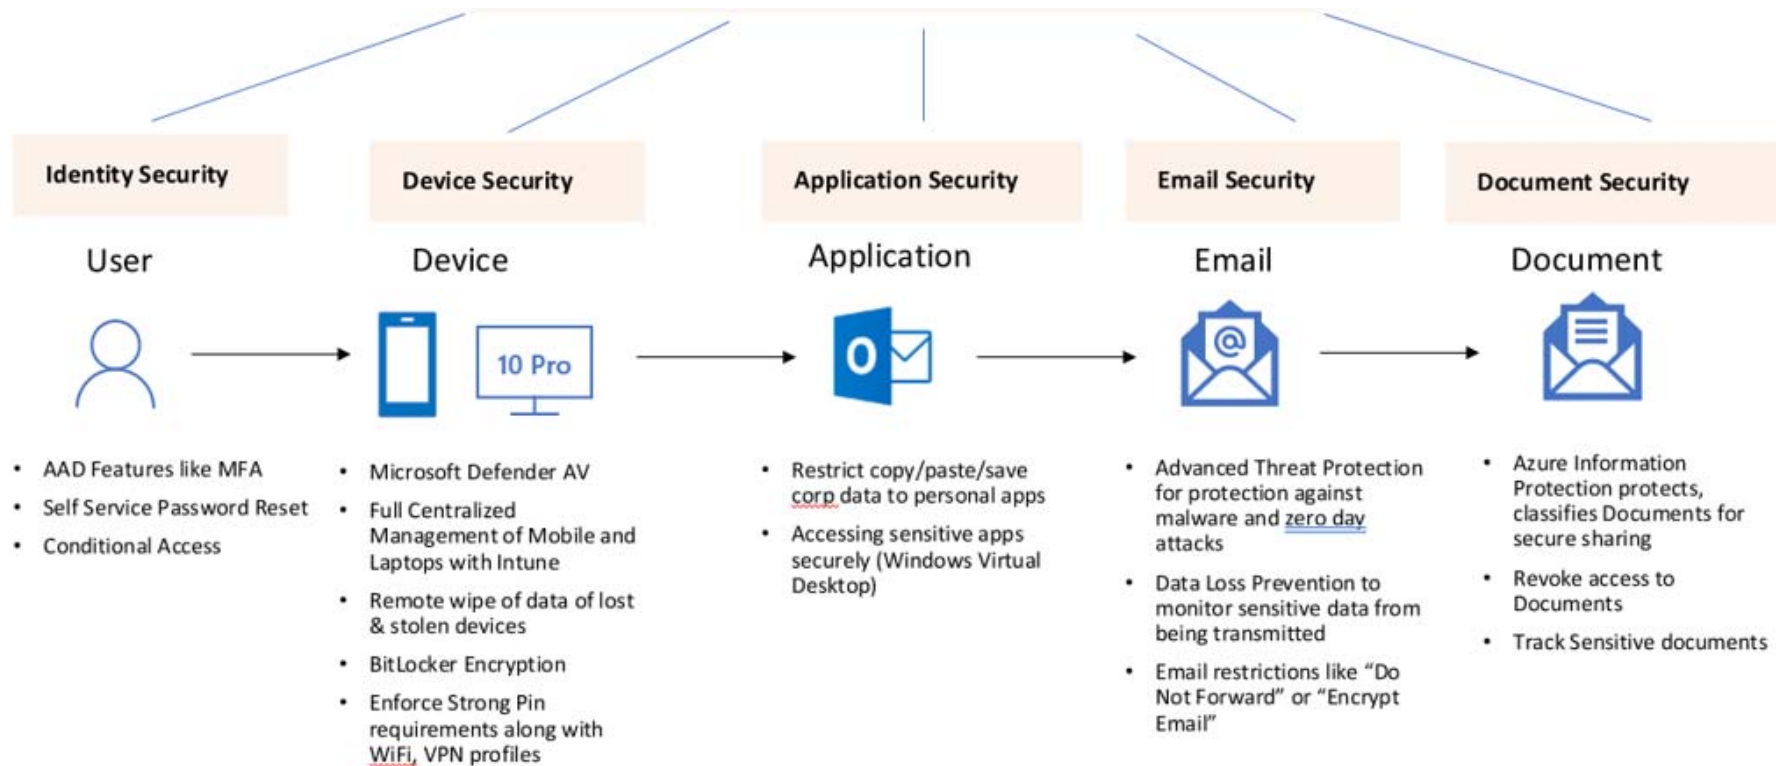 Identity Security
Device Security
Application Security
Email Security
Document Security
User
Device
Application
Email
Document
10 Pro
O
@
• AAD Features like MFA
• Self Service Password Reset
• Conditional Access
• Microsoft Defender AV
• Full Centralized
Management of Mobile and
Laptops with Intune
• Remote wipe of data of lost
& stolen devices
• BitLocker Encryption
• Enforce Strong Pin
requirements along with
WiFi, VPN profiles
• Restrict copy/paste/save
corp data to personal apps
• Accessing sensitive apps
securely (Windows Virtual
Desktop)
• Advanced Threat Protection
for protection against
malware and zero day
attacks
• Data Loss Prevention to
monitor sensitive data from
being transmitted
• Email restrictions like “Do
Not Forward” or “Encrypt
Email”
• Azure Information
Protection protects,
classifies Documents for
secure sharing
• Revoke access to
Documents
• Track Sensitive documents